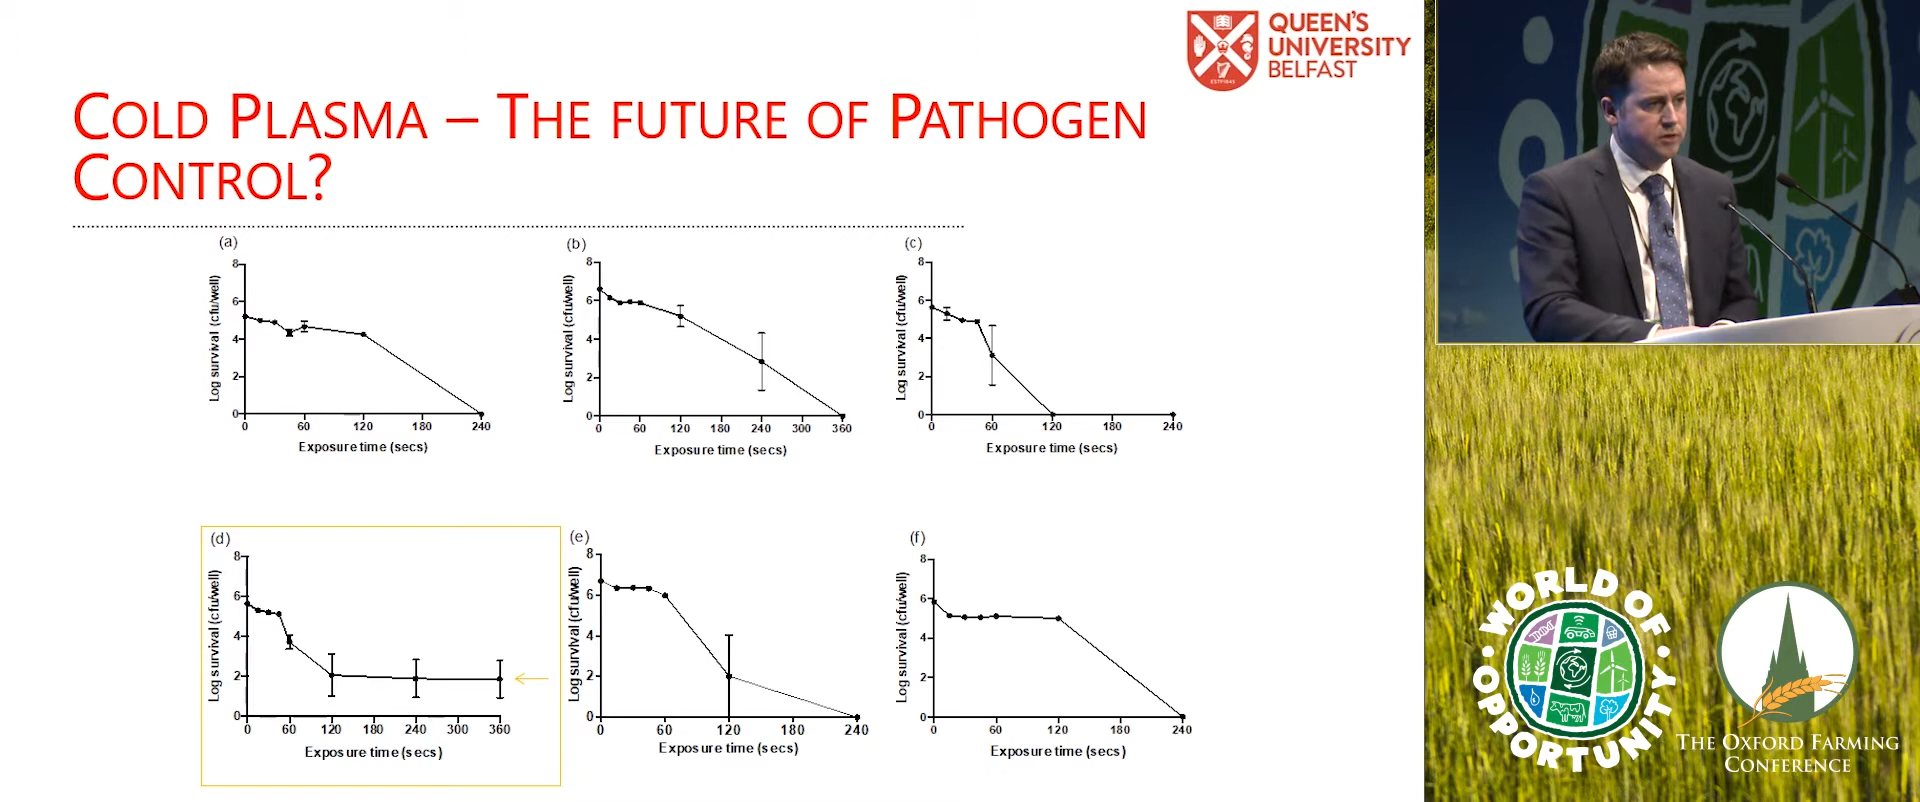 QUEEN'S
UNIVERSITY
BELFAST
ESTD1845
COLD PLASMA – THE FUTURE OF PATHOGEN
CONTROL?
(a)
Log survival (cfu/well)
8
6
4
2
0
0 60 120 180 240
Exposure time (secs)
(b)
Log survival (cfu/well)
8
6
4
2
0
0 60 120 180 240 300 360
Exposure time (secs)
(c)
Log survival (cfu/well)
8
6
4
2
0
0 60 120 180 240
Exposure time (secs)
(d)
Log survival (cfu/well)
8
6
4
2
0
0 60 120 180 240 300 360
Exposure time (secs)
(e)
Log survival (cfu/well)
8
6
4
2
0
0 60 120 180 240
Exposure time (secs)
(f)
Log survival (cfu/well)
8
6
4
2
0
0 60 120 180 240
Exposure time (secs)
WORLD OF
OPPORTUNITY
THE OXFORD FARMING
CONFERENCE